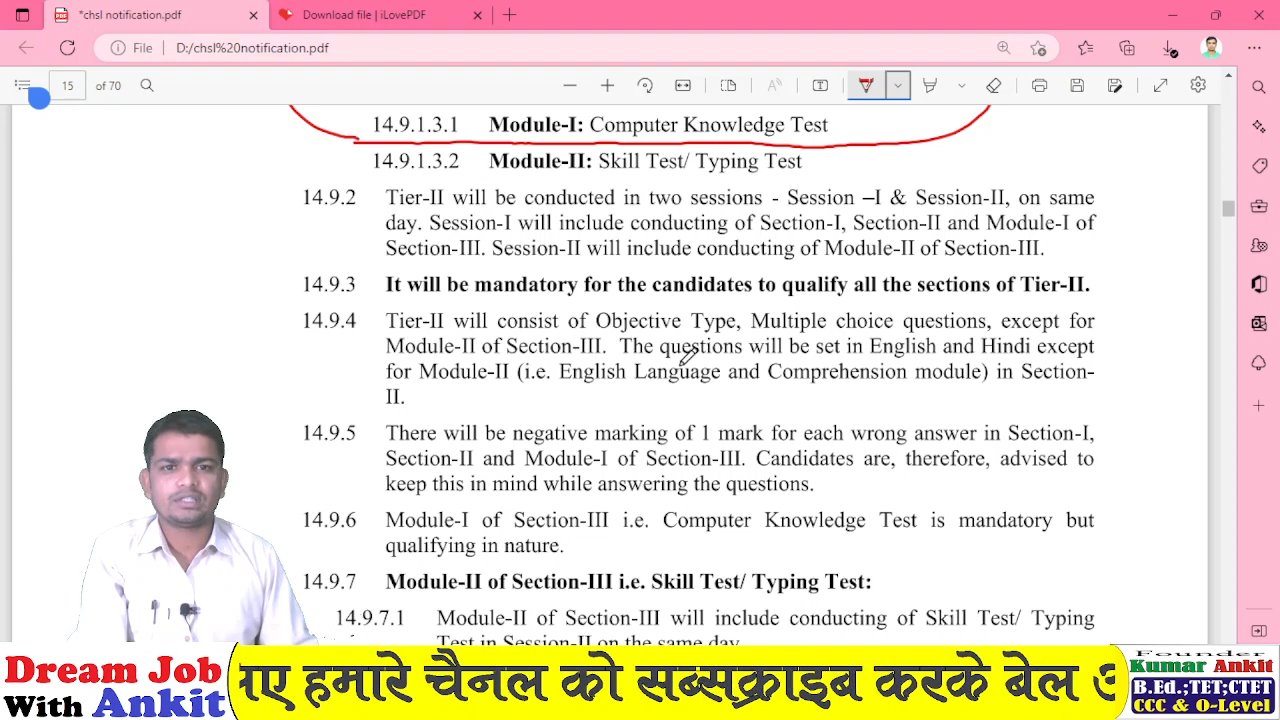 *chsl notification.pdf
Download file | iLovePDF
File D:/chsl%20notification.pdf
15 of 70
14.9.1.3.1 Module-I: Computer Knowledge Test
14.9.1.3.2 Module-II: Skill Test/ Typing Test
14.9.2 Tier-II will be conducted in two sessions - Session –I & Session-II, on same
day. Session-I will include conducting of Section-I, Section-II and Module-I of
Section-III. Session-II will include conducting of Module-II of Section-III.
14.9.3 It will be mandatory for the candidates to qualify all the sections of Tier-II.
14.9.4 Tier-II will consist of Objective Type, Multiple choice questions, except for
Module-II of Section-III. The questions will be set in English and Hindi except
for Module-II (i.e. English Language and Comprehension module) in Section-
II.
14.9.5 There will be negative marking of 1 mark for each wrong answer in Section-I,
Section-II and Module-I of Section-III. Candidates are, therefore, advised to
keep this in mind while answering the questions.
14.9.6 Module-I of Section-III i.e. Computer Knowledge Test is mandatory but
qualifying in nature.
14.9.7 Module-II of Section-III i.e. Skill Test/ Typing Test:
14.9.7.1 Module-II of Section-III will include conducting of Skill Test/ Typing
Test in Session-II on the same day.
Dream Job
With Ankit
हमारे चैनल को सब्सक्राइब करके बेल
Founder
Kumar Ankit
B.Ed.;TET;CTET
CCC & O-Level